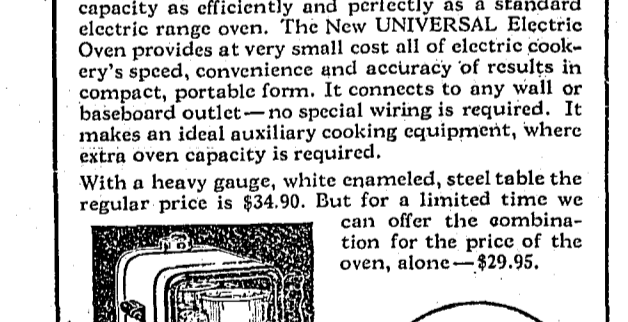 capacity as efficiently and perfectly as a standard
electric range oven. The New UNIVERSAL Electric
Oven provides at very small cost all of electric cook-
ery's speed, convenience and accuracy of results in
compact, portable form. It connects to any wall or
baseboard outlet—no special wiring is required. It
makes an ideal auxiliary cooking equipment, where
extra oven capacity is required.
With a heavy gauge, white enameled, steel table the
regular price is $34.90. But for a limited time we
can offer the combina-
tion for the price of the
oven, alone—$29.95.